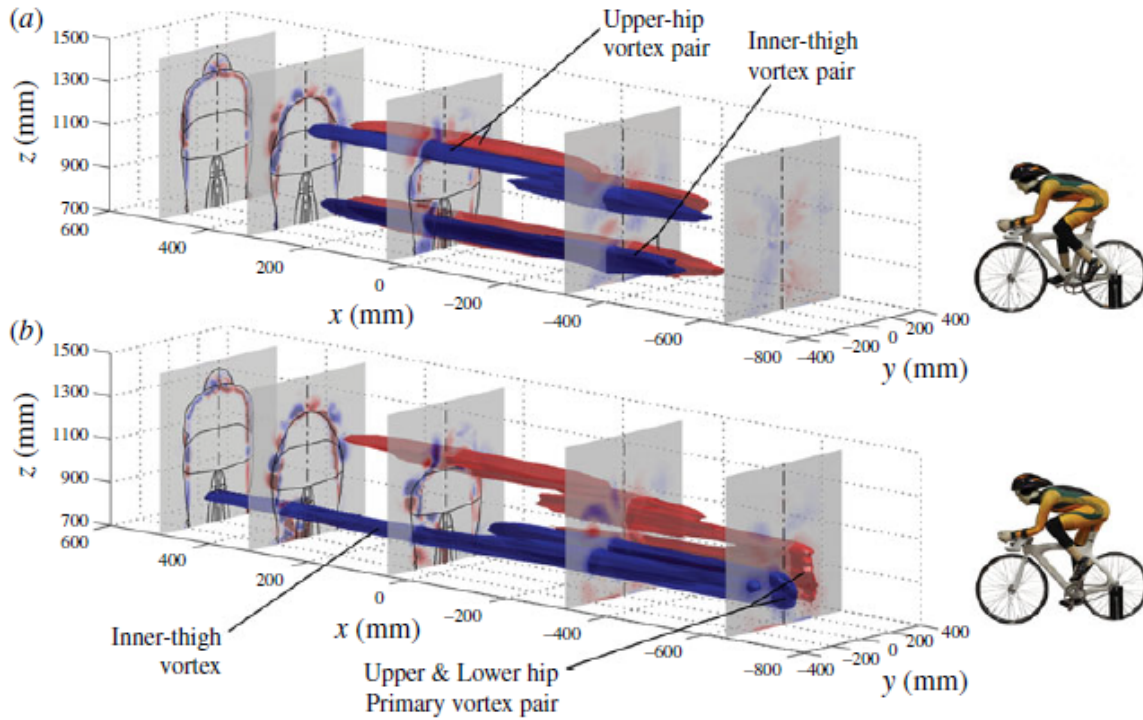 (a)
Upper-hip
vortex pair
Inner-thigh
vortex pair
1500
1300
1100
900
700
z (mm)
600
400
200
0
−200
−400
−600
−800
x (mm)
−400
−200
0
200
400
y (mm)
(b)
1500
1300
1100
900
700
z (mm)
600
400
200
0
−200
−400
−600
−800
x (mm)
−400
−200
0
200
400
y (mm)
Inner-thigh
vortex
Upper & Lower hip
Primary vortex pair